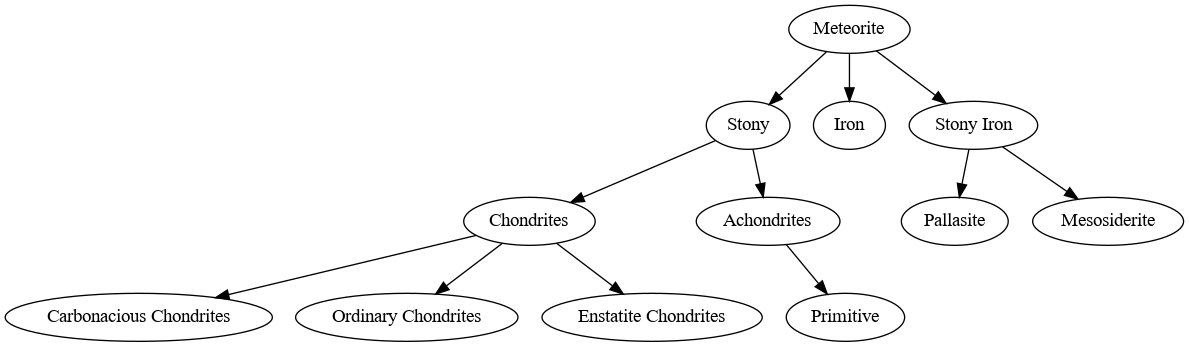 Meteorite
Stony
Iron
Stony Iron
Chondrites
Achondrites
Pallasite
Mesosiderite
Carbonacious Chondrites
Ordinary Chondrites
Enstatite Chondrites
Primitive